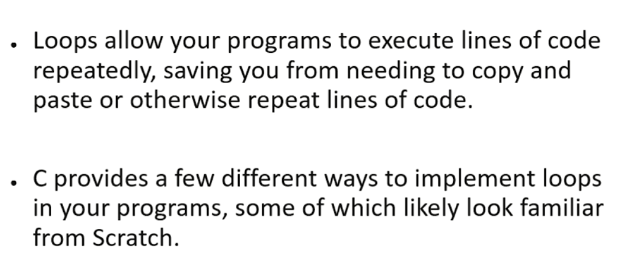 • Loops allow your programs to execute lines of code
repeatedly, saving you from needing to copy and
paste or otherwise repeat lines of code.
• C provides a few different ways to implement loops
in your programs, some of which likely look familiar
from Scratch.